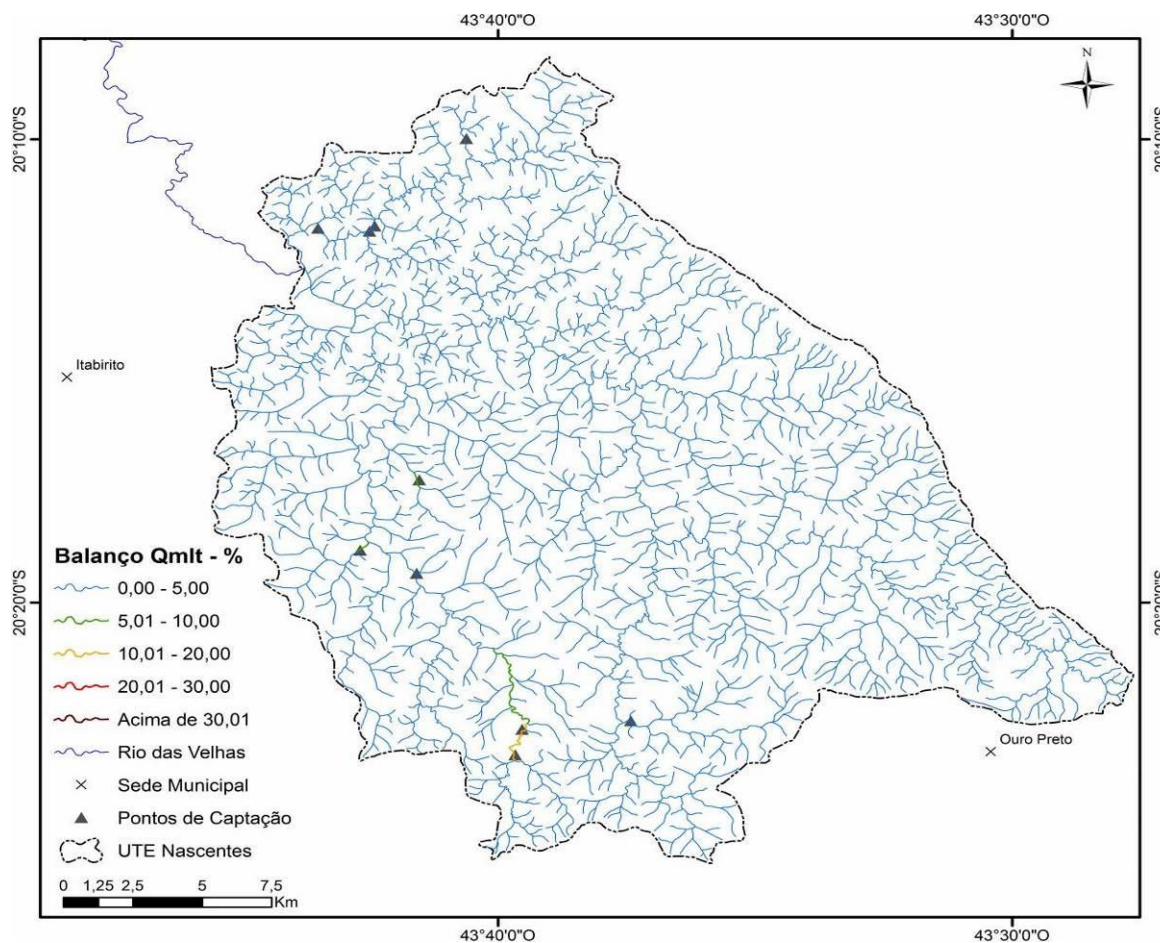 43°40'0"O
43°30'0"O
N
20°10'0"S
20°10'0"S
Itabirito
Balanço Qmlt - %
0,00 - 5,00
5,01 - 10,00
10,01 - 20,00
20,01 - 30,00
Acima de 30,01
Rio das Velhas
Sede Municipal
Pontos de Captação
UTE Nascentes
0 1,25 2,5 5 7,5
Km
20°20'0"S
20°20'0"S
Ouro Preto
43°40'0"O
43°30'0"O